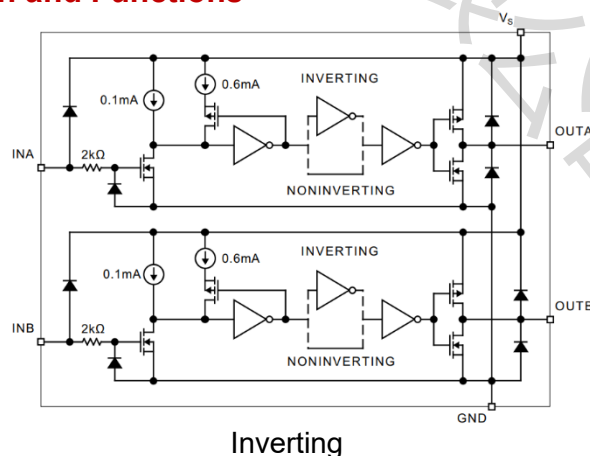 and Functions
V_S
0.6mA
INVERTING
0.1mA
OUTA
INA
2kΩ
NONINVERTING
INVERTING
0.6mA
0.1mA
OUTB
INB
2kΩ
NONINVERTING
GND
Inverting